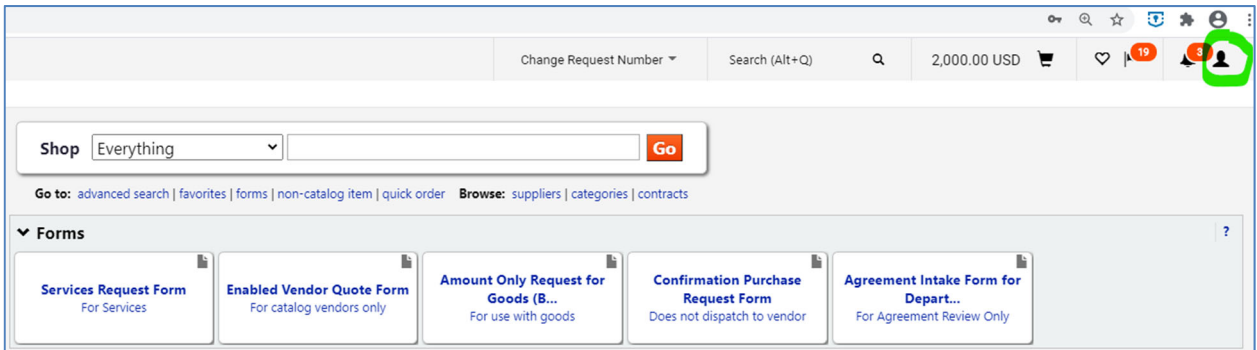 Change Request Number
Search (Alt+Q)
2,000.00 USD
19
3
Shop Everything Go
Go to: advanced search | favorites | forms | non-catalog item | quick order Browse: suppliers | categories | contracts
Forms ?
Services Request Form
For Services
Enabled Vendor Quote Form
For catalog vendors only
Amount Only Request for
Goods (B...
For use with goods
Confirmation Purchase
Request Form
Does not dispatch to vendor
Agreement Intake Form for
Depart...
For Agreement Review Only